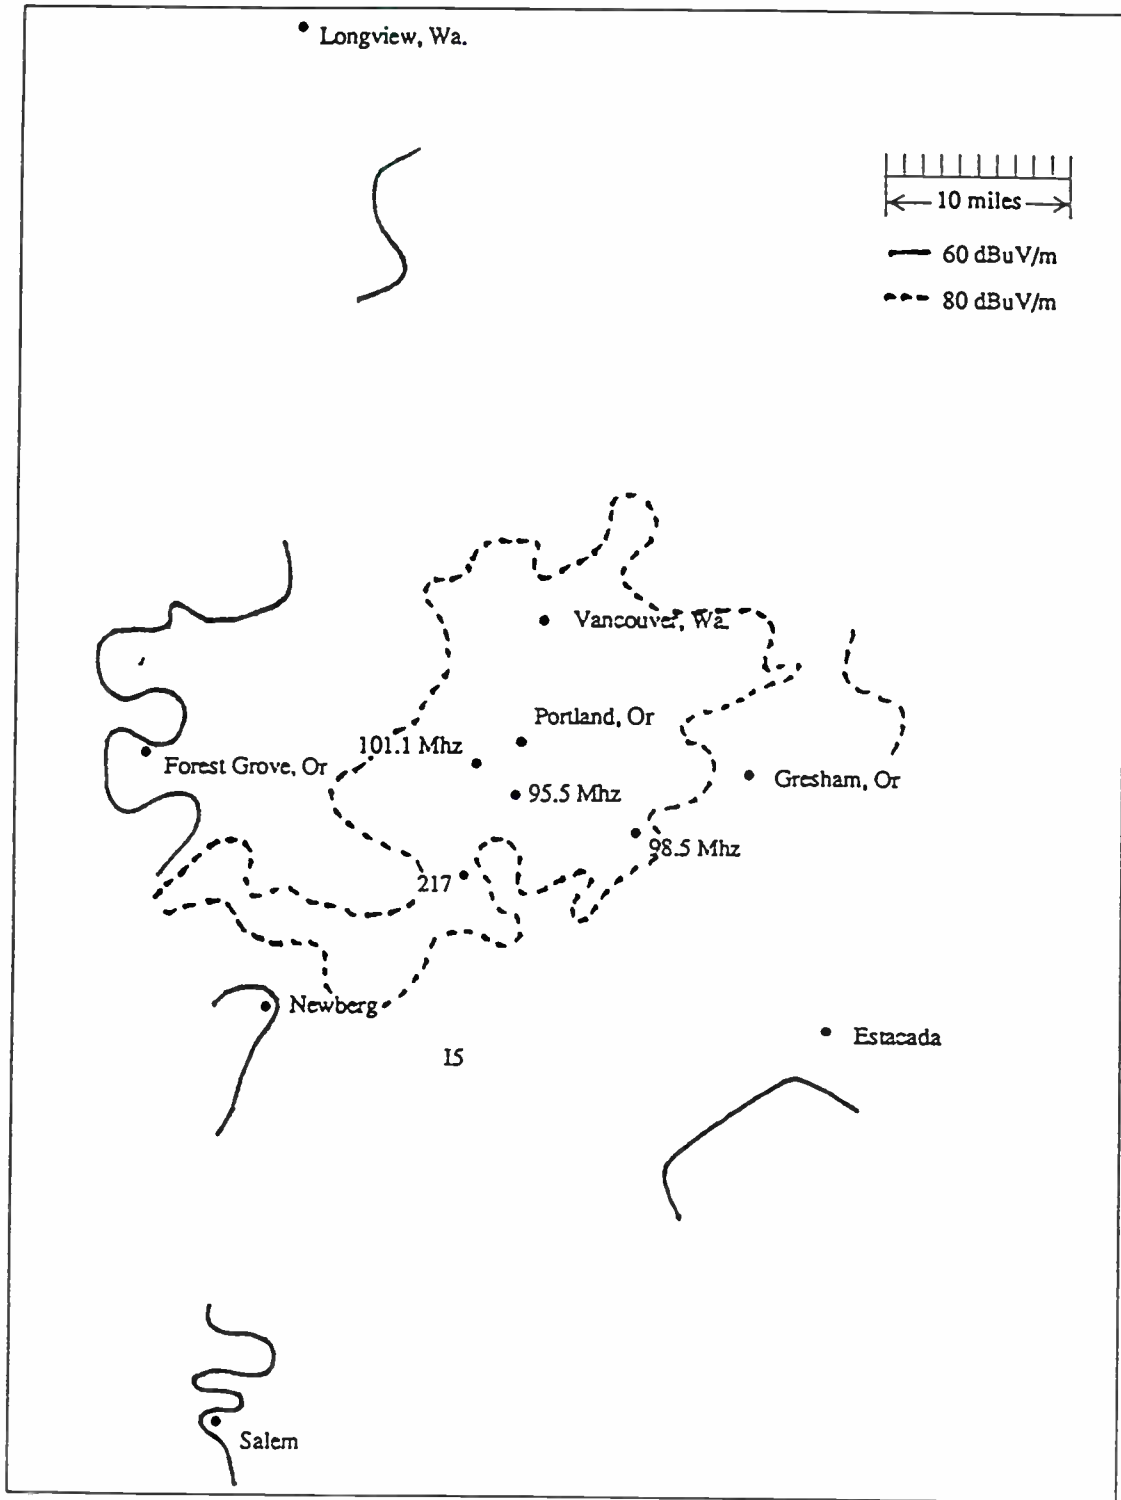 Longview, Wa.
10 miles
60 dBuV/m
80 dBuV/m
Vancouver, Wa.
Portland, Or
101.1 Mhz
Forest Grove, Or
Gresham, Or
95.5 Mhz
98.5 Mhz
217
Newberg
Estacada
I5
Salem